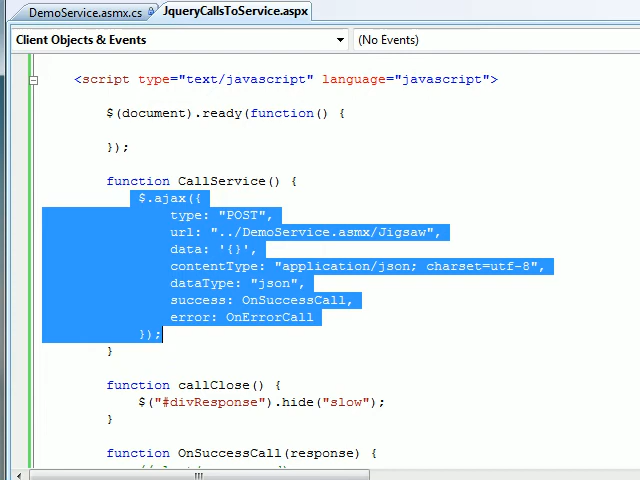 DemoService.asmx.cs JqueryCallsToService.aspx
Client Objects & Events (No Events)
<script type="text/javascript" language="javascript">
$(document).ready(function() {
});
function CallService() {
$.ajax({
type: "POST",
url: "../DemoService.asmx/Jigsaw",
data: '{}',
contentType: "application/json; charset=utf-8",
dataType: "json",
success: OnSuccessCall,
error: OnErrorCall
});
}
function callClose() {
$("#divResponse").hide("slow");
}
function OnSuccessCall(response) {